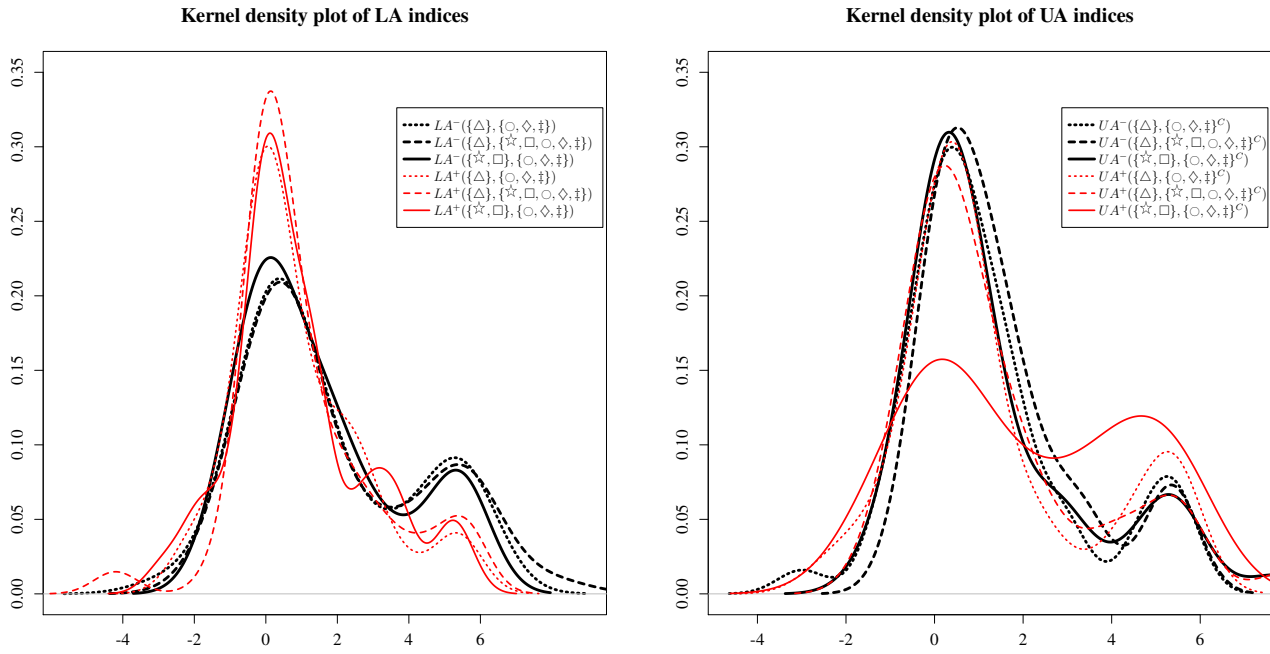 Kernel density plot of LA indices
0.35
0.30
0.25
0.20
0.15
0.10
0.05
0.00
-4 -2 0 2 4 6
LA⁻({△}, {○, ◇, ‡})
LA⁻({△}, {☆, □, ○, ◇, ‡})
LA⁻({☆, □}, {○, ◇, ‡})
LA⁺({△}, {○, ◇, ‡})
LA⁺({△}, {☆, □, ○, ◇, ‡})
LA⁺({☆, □}, {○, ◇, ‡})
Kernel density plot of UA indices
0.35
0.30
0.25
0.20
0.15
0.10
0.05
0.00
-4 -2 0 2 4 6
UA⁻({△}, {○, ◇, ‡}ᶜ)
UA⁻({△}, {☆, □, ○, ◇, ‡}ᶜ)
UA⁻({☆, □}, {○, ◇, ‡}ᶜ)
UA⁺({△}, {○, ◇, ‡}ᶜ)
UA⁺({△}, {☆, □, ○, ◇, ‡}ᶜ)
UA⁺({☆, □}, {○, ◇, ‡}ᶜ)